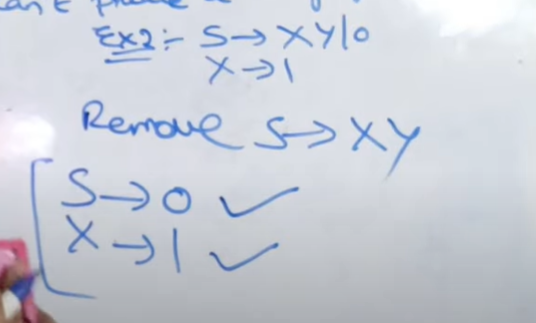 Ex2:- S→XY|0
X→1
Remove S→XY
S→0 ✓
X→1 ✓